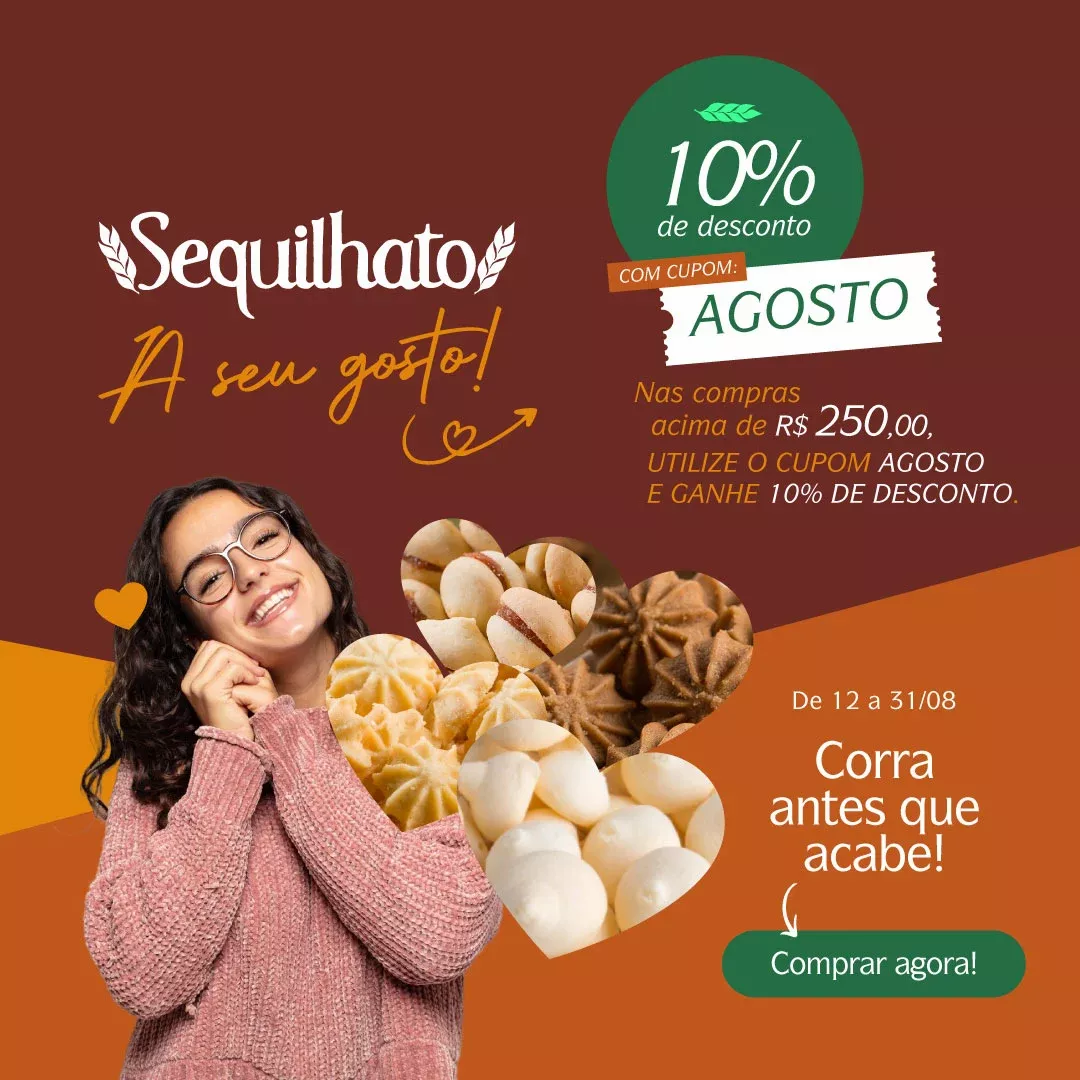 Sequilhato
A seu gosto!
10%
de desconto
COM CUPOM:
AGOSTO
Nas compras
acima de R$ 250,00,
UTILIZE O CUPOM AGOSTO
E GANHE 10% DE DESCONTO.
De 12 a 31/08
Corra
antes que
acabe!
Comprar agora!